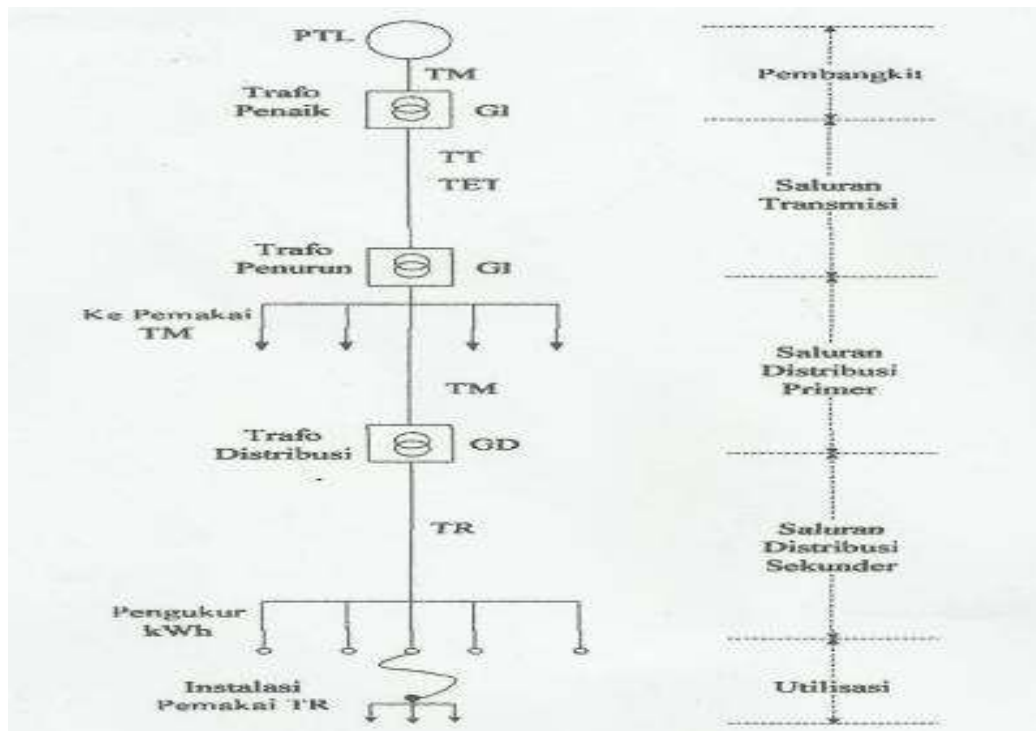 PTL
TM
Trafo
Penaik
GI
TT
TET
Trafo
Penurun
GI
Ke Pemakai
TM
TM
Trafo
Distribusi
GD
TR
Pengukur
kWh
Instalasi
Pemakai TR
Pembangkit
Saluran
Transmisi
Saluran
Distribusi
Primer
Saluran
Distribusi
Sekunder
Utilisasi